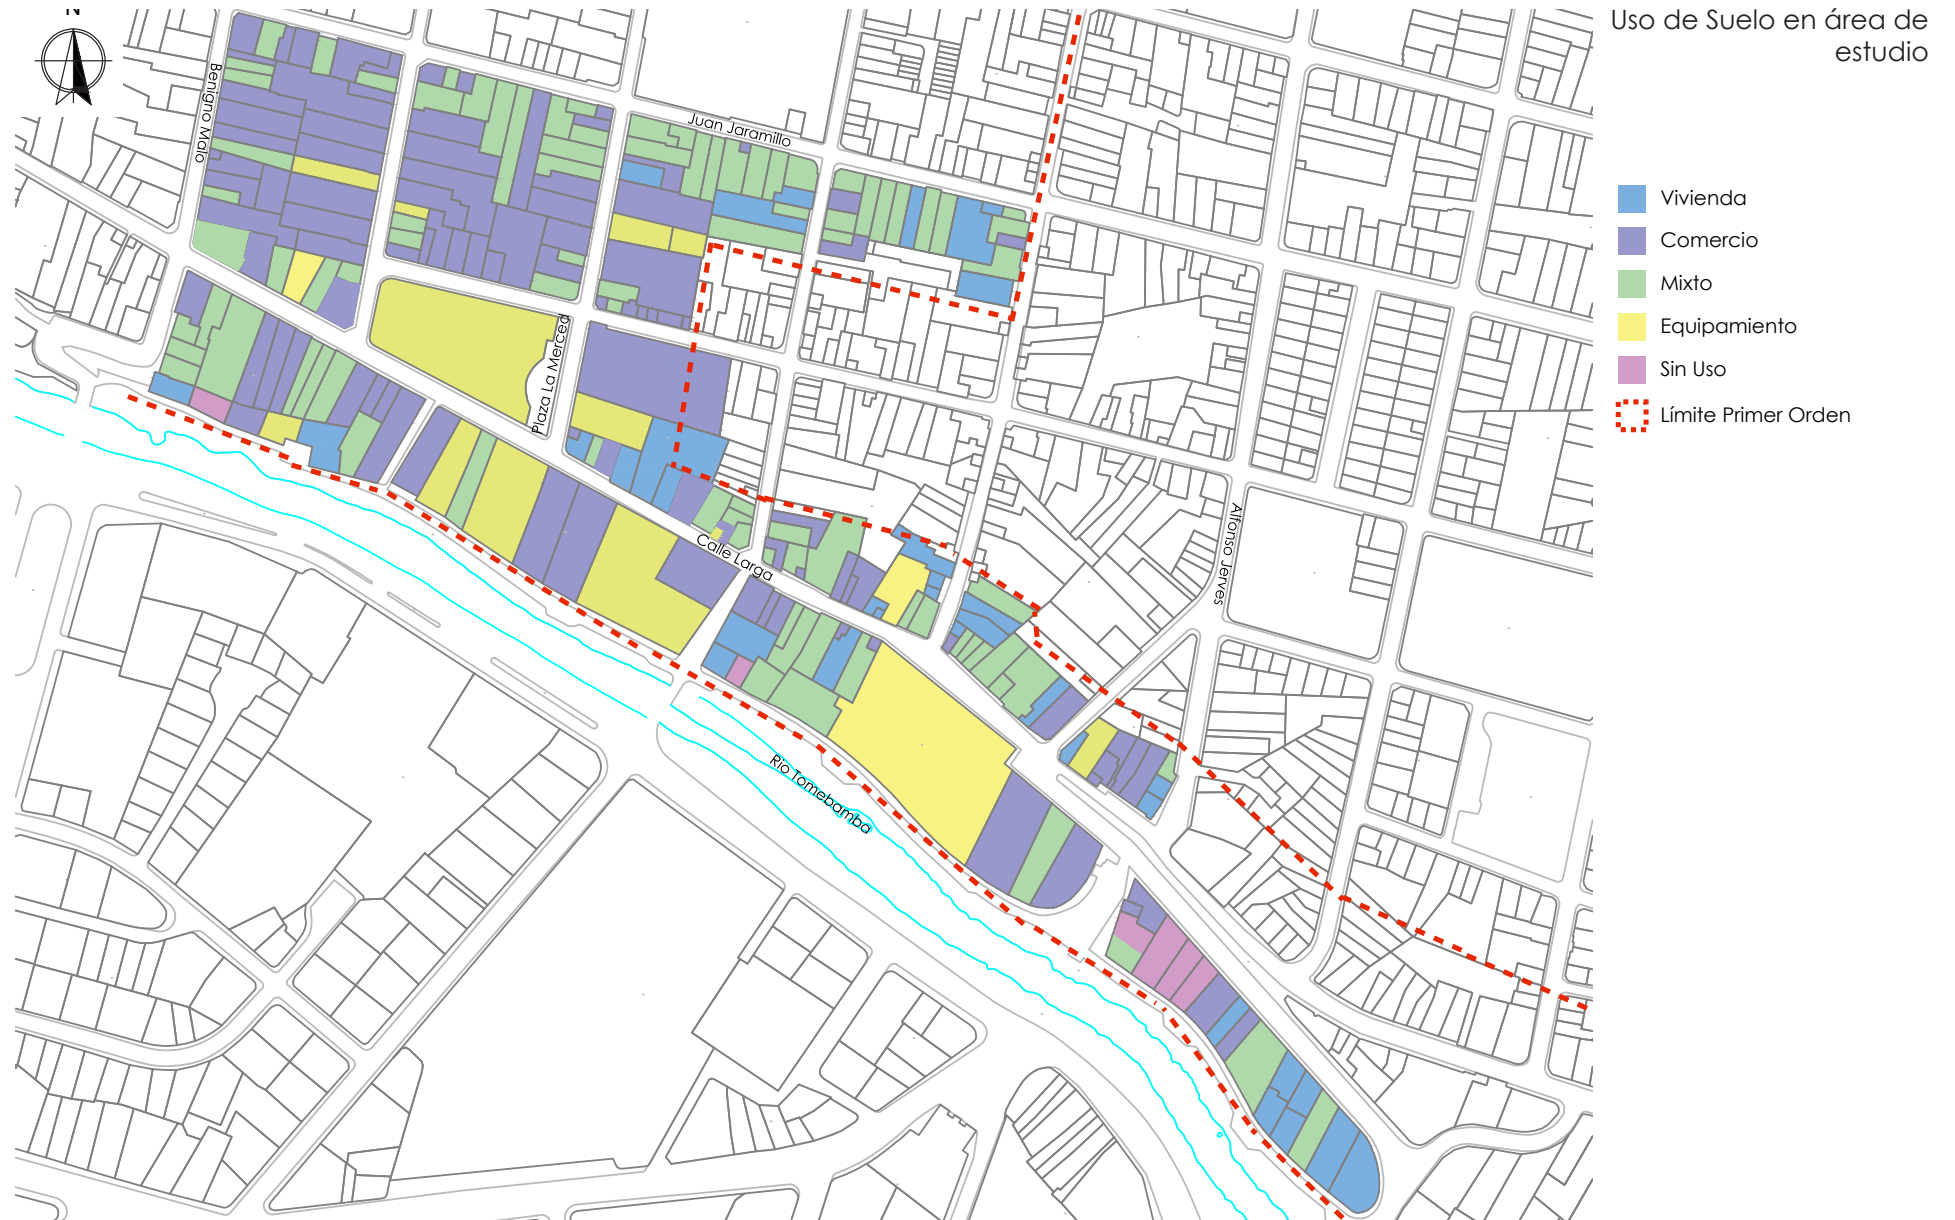 N
Uso de Suelo en área de
estudio
Benigno Malo
Juan Jaramillo
Vivienda
Comercio
Mixto
Equipamiento
Sin Uso
Límite Primer Orden
Plaza La Merced
Calle Larga
Alfonso Jerves
Rio Tomebamba